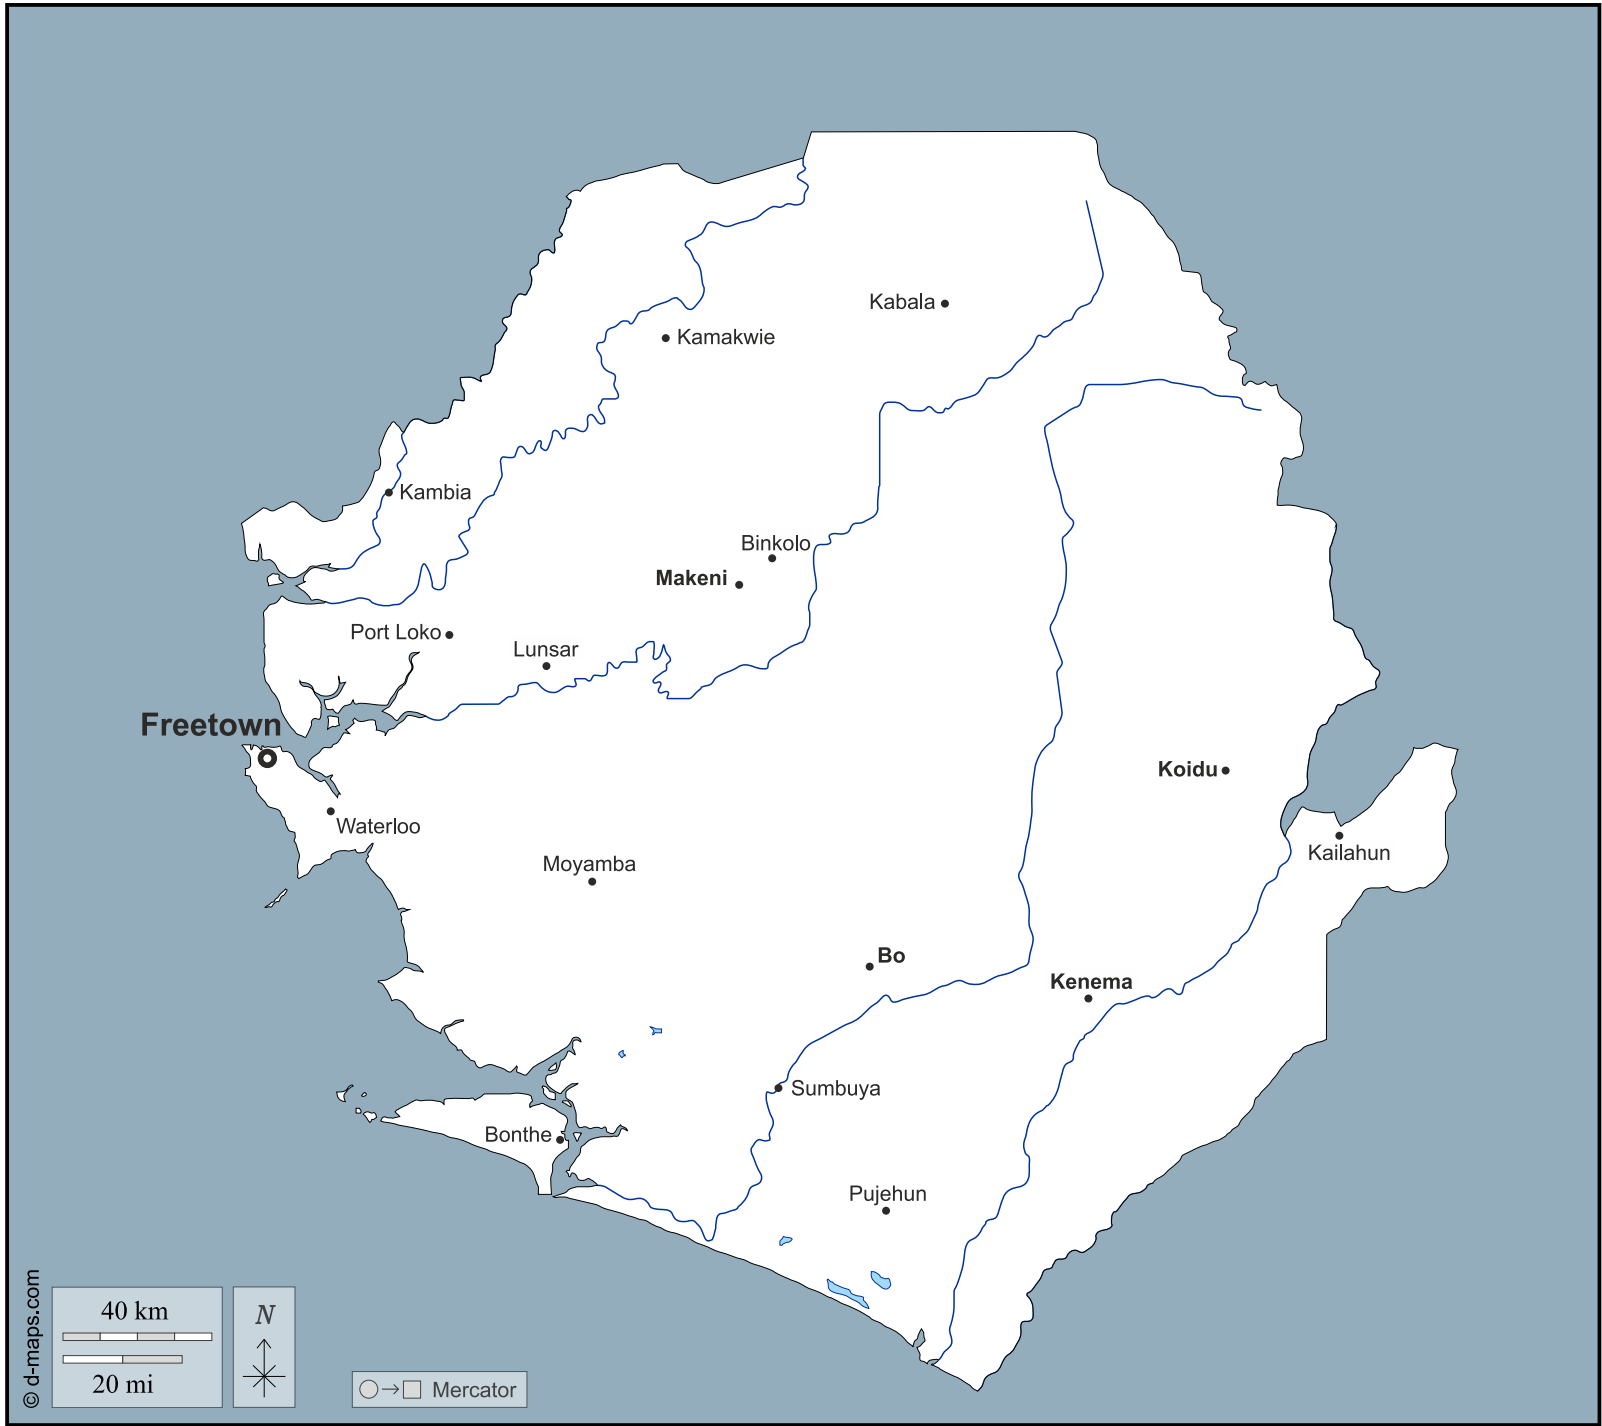 Kabala
Kamakwie
Kambia
Binkolo
Makeni
Port Loko
Lunsar
Freetown
Koidu
Waterloo
Kailahun
Moyamba
Bo
Kenema
Sumbuya
Bonthe
Pujehun
© d-maps.com
40 km
20 mi
N
Mercator